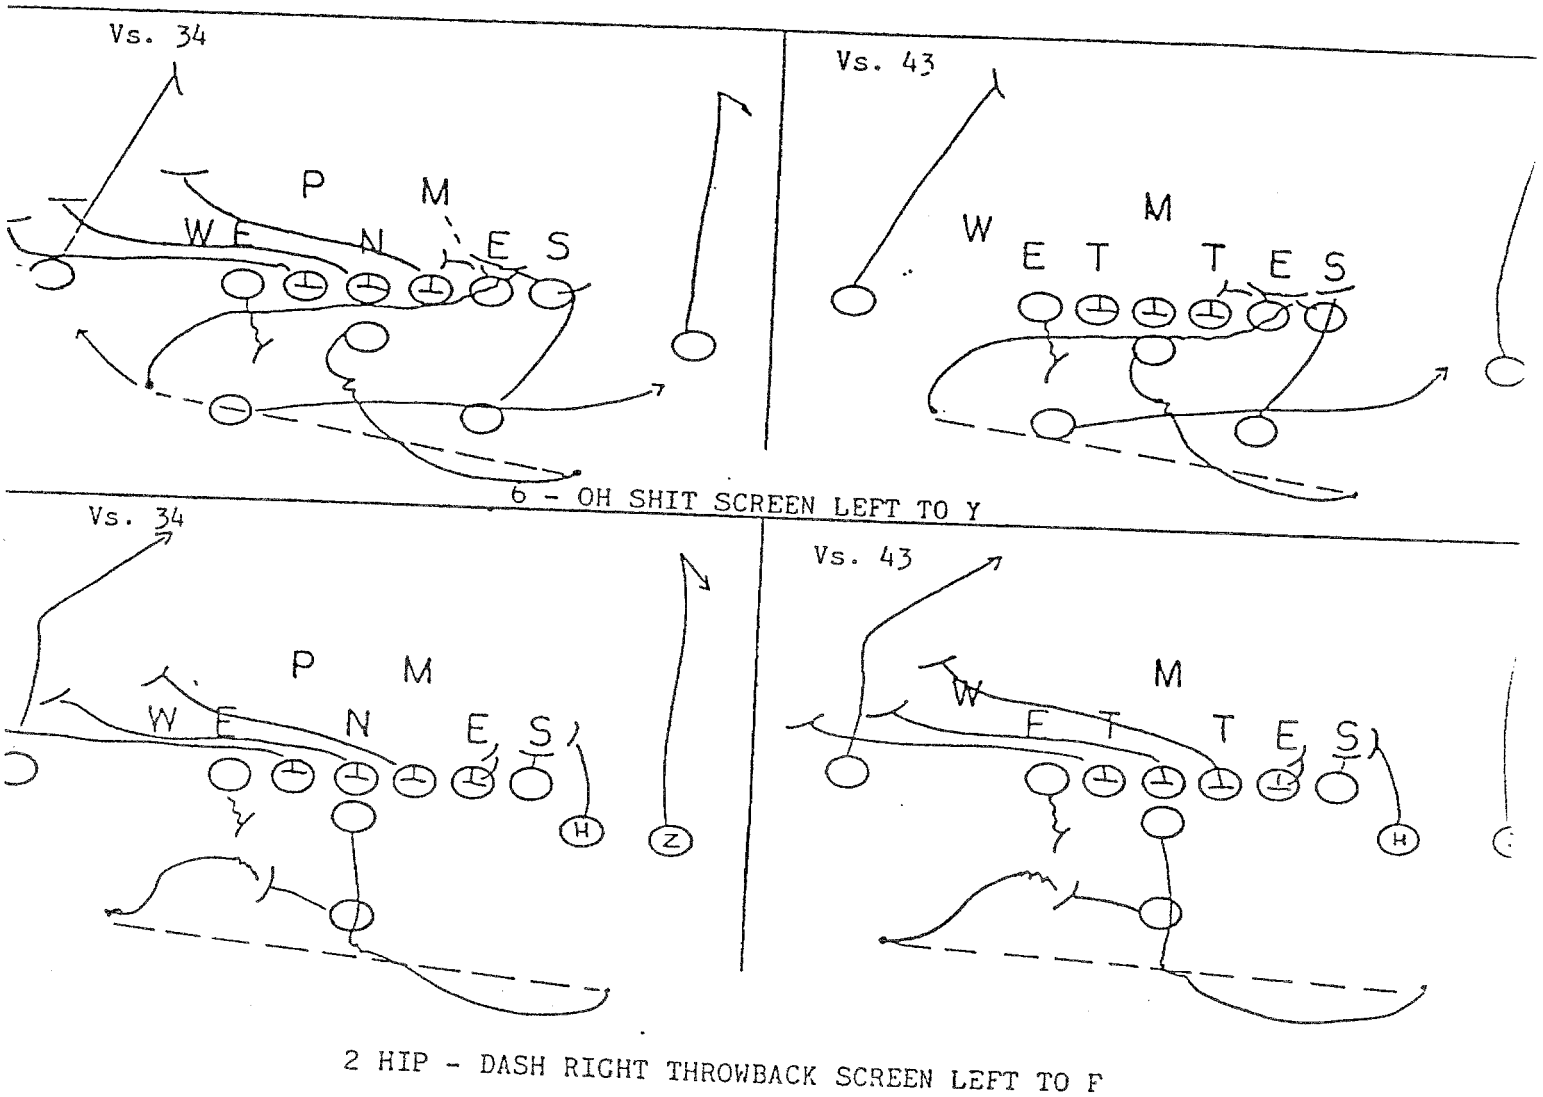 Vs. 34
Vs. 43
P M
W E N E S
M
W E T T E S
6 - OH SHIT SCREEN LEFT TO Y
Vs. 34
Vs. 43
P M
W E N E S
H Z
M
W E T T E S
H
2 HIP - DASH RIGHT THROWBACK SCREEN LEFT TO F